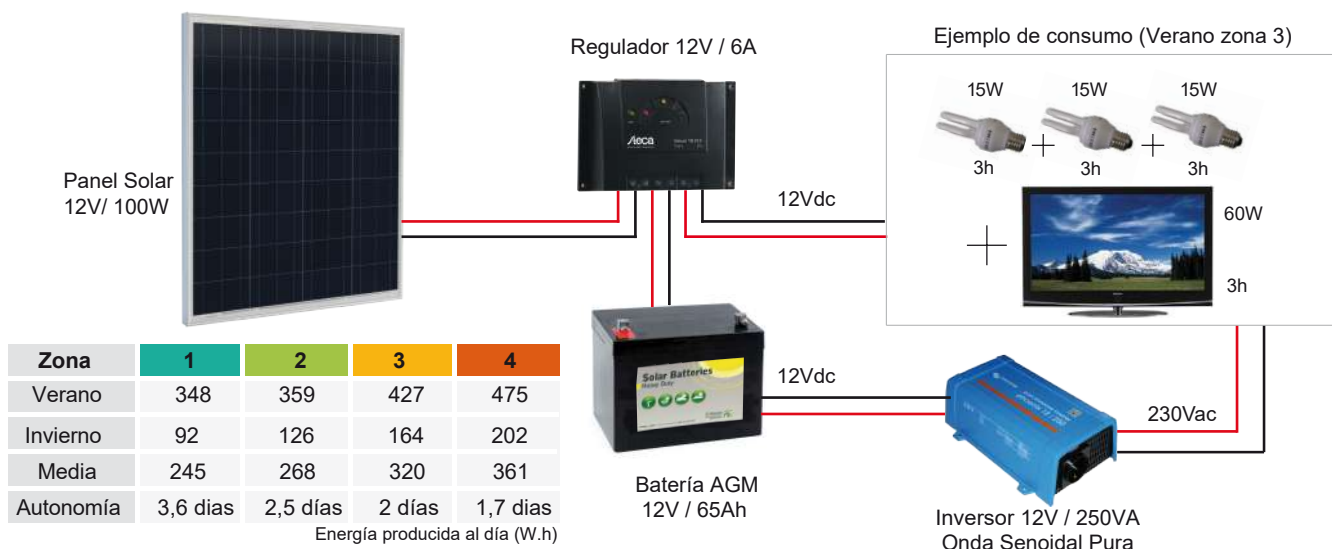 Panel Solar
12V/ 100W
Regulador 12V / 6A
Steca
12Vdc
Ejemplo de consumo (Verano zona 3)
15W
15W
15W
3h
3h
3h
60W
3h
Zona 1 2 3 4
Verano 348 359 427 475
Invierno 92 126 164 202
Media 245 268 320 361
Autonomía 3,6 dias 2,5 días 2 días 1,7 dias
Energía producida al día (W.h)
Solar Batteries
Heavy Duty
Batería AGM
12V / 65Ah
12Vdc
230Vac
Inversor 12V / 250VA
Onda Senoidal Pura